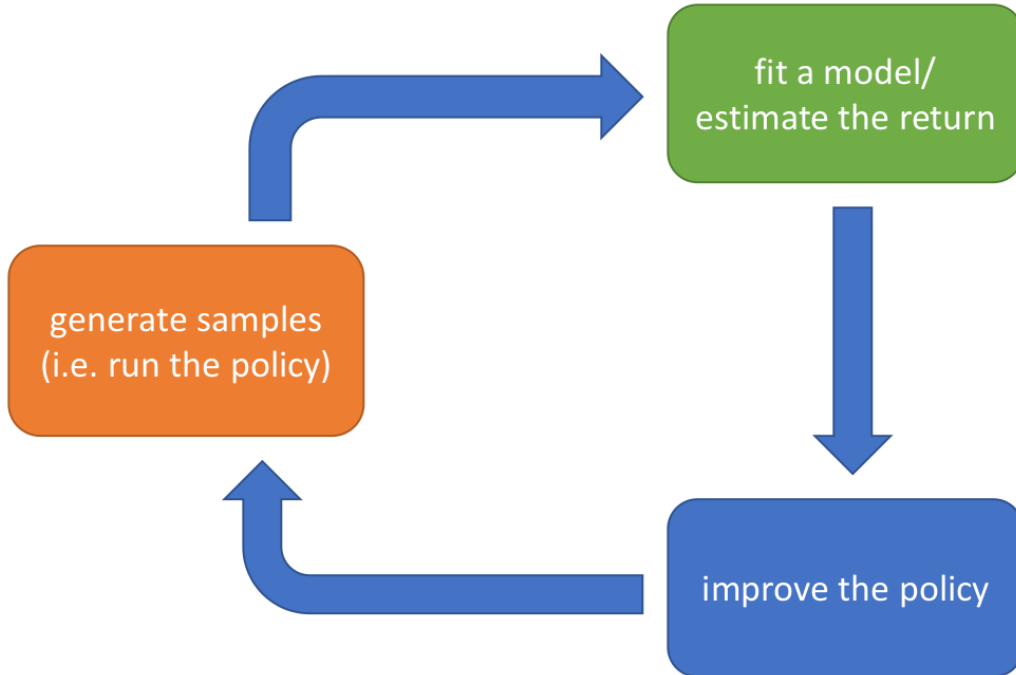 fit a model/
estimate the return
generate samples
(i.e. run the policy)
improve the policy